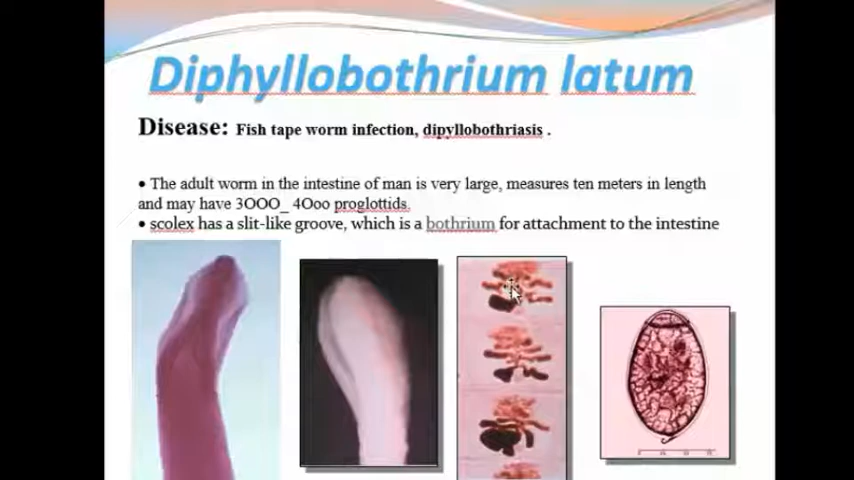 Diphyllobothrium latum
Disease: Fish tape worm infection, dipyllobothriasis .
• The adult worm in the intestine of man is very large, measures ten meters in length
and may have 3OOO_ 4Ooo proglottids.
• scolex has a slit-like groove, which is a bothrium for attachment to the intestine